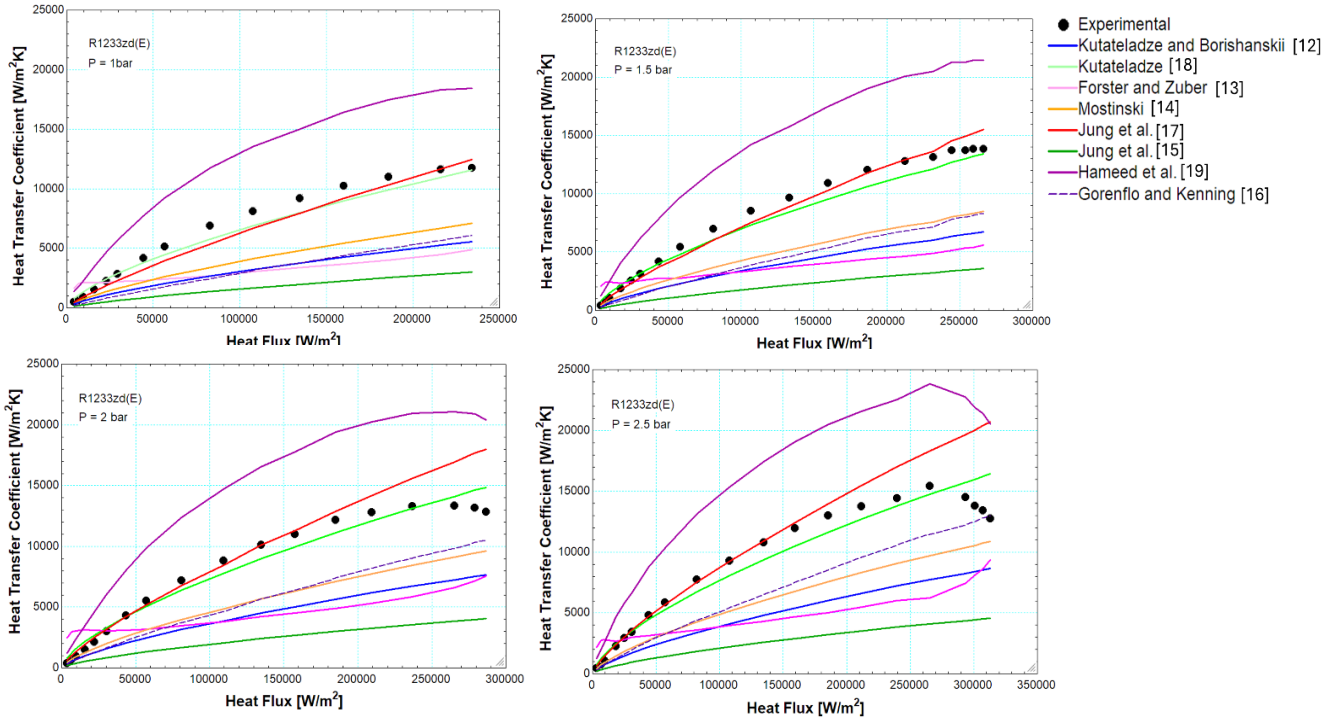 25000
20000
15000
10000
5000
0
Heat Transfer Coefficient [W/m²K]
R1233zd(E)
P = 1bar
0 50000 100000 150000 200000 250000
Heat Flux [W/m²]
25000
20000
15000
10000
5000
0
Heat Transfer Coefficient [W/m²K]
R1233zd(E)
P = 1.5 bar
0 50000 100000 150000 200000 250000 300000
Heat Flux [W/m²]
Experimental
Kutateladze and Borishanskii [12]
Kutateladze [18]
Forster and Zuber [13]
Mostinski [14]
Jung et al. [17]
Jung et al. [15]
Hameed et al. [19]
Gorenflo and Kenning [16]
25000
20000
15000
10000
5000
0
Heat Transfer Coefficient [W/m²K]
R1233zd(E)
P = 2 bar
0 50000 100000 150000 200000 250000 300000
Heat Flux [W/m²]
25000
20000
15000
10000
5000
0
Heat Transfer Coefficient [W/m²K]
R1233zd(E)
P = 2.5 bar
0 50000 100000 150000 200000 250000 300000 350000
Heat Flux [W/m²]